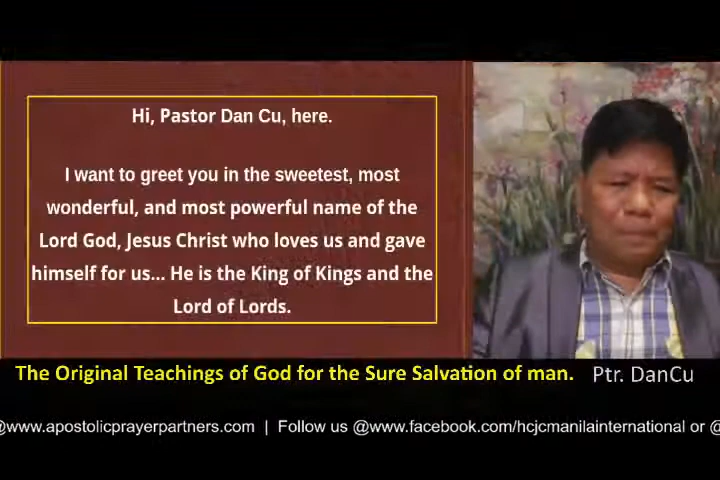 Hi, Pastor Dan Cu, here.
I want to greet you in the sweetest, most
wonderful, and most powerful name of the
Lord God, Jesus Christ who loves us and gave
himself for us... He is the King of Kings and the
Lord of Lords.
The Original Teachings of God for the Sure Salvation of man.
Ptr. DanCu
@www.apostolicprayerpartners.com | Follow us @www.facebook.com/hcjcmanilainternational or @